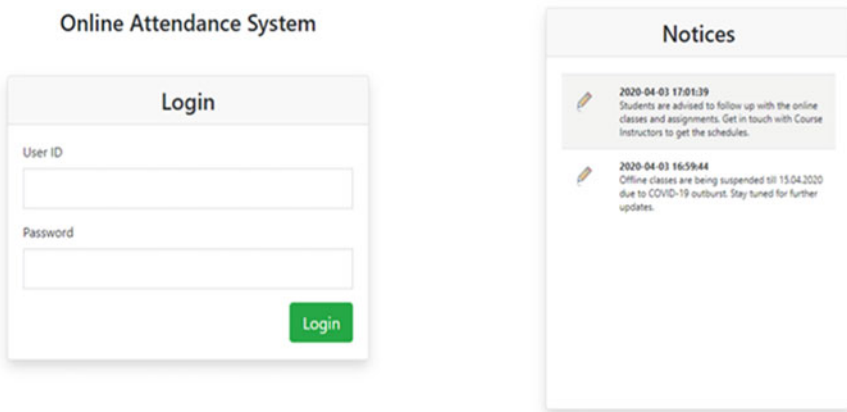 Online Attendance System
Login
User ID
Password
Login
Notices
2020-04-03 17:01:39
Students are advised to follow up with the online
classes and assignments. Get in touch with Course
Instructors to get the schedules.
2020-04-03 16:59:44
Offline classes are being suspended till 15.04.2020
due to COVID-19 outburst. Stay tuned for further
updates.